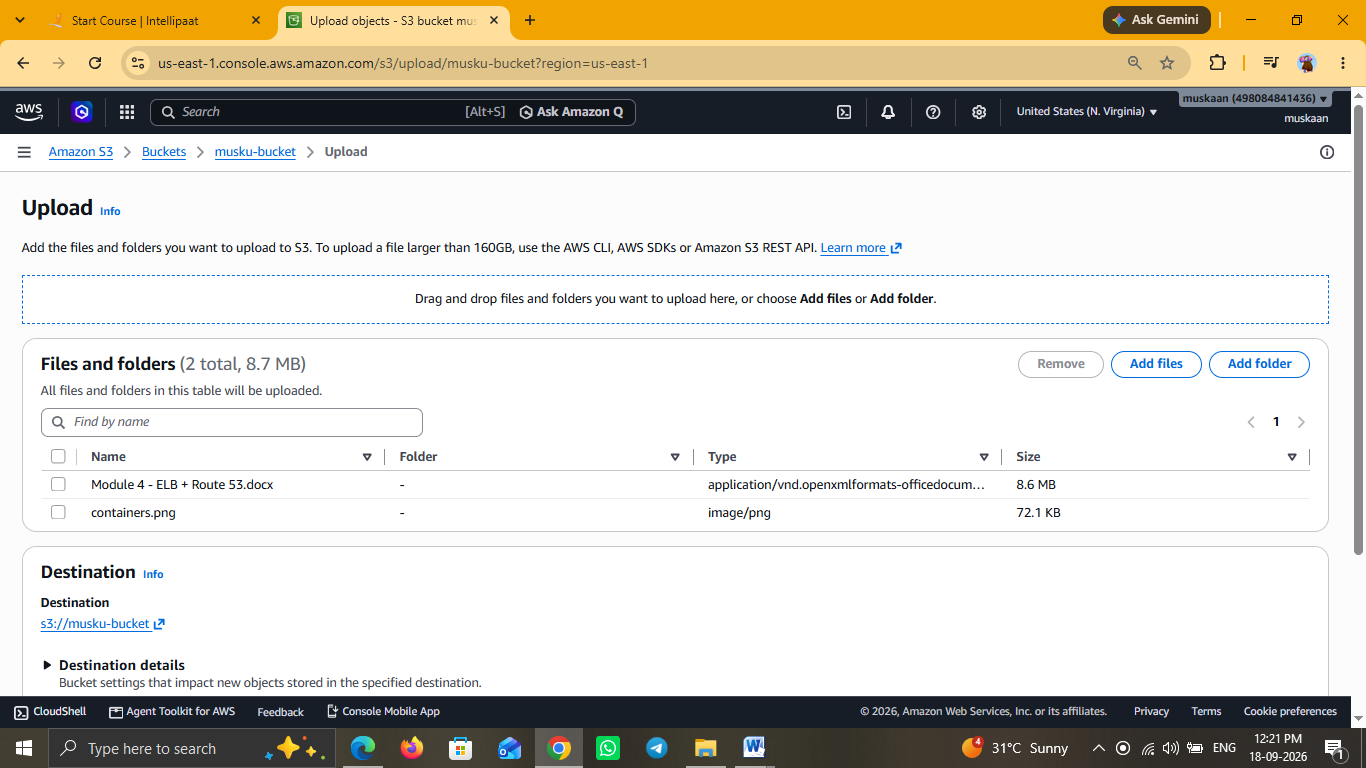 Start Course | Intellipaat
Upload objects - S3 bucket mus
Ask Gemini
us-east-1.console.aws.amazon.com/s3/upload/musku-bucket?region=us-east-1
aws
Search
[Alt+S]
Ask Amazon Q
United States (N. Virginia)
muskaan (498084841436)
muskaan
Amazon S3
Buckets
musku-bucket
Upload
Upload Info
Add the files and folders you want to upload to S3. To upload a file larger than 160GB, use the AWS CLI, AWS SDKs or Amazon S3 REST API. Learn more
Drag and drop files and folders you want to upload here, or choose Add files or Add folder.
Files and folders (2 total, 8.7 MB)
Remove
Add files
Add folder
All files and folders in this table will be uploaded.
Find by name
1
Name Folder Type Size
Module 4 - ELB + Route 53.docx - application/vnd.openxmlformats-officedocum... 8.6 MB
containers.png - image/png 72.1 KB
Destination Info
Destination
s3://musku-bucket
Destination details
Bucket settings that impact new objects stored in the specified destination.
CloudShell
Agent Toolkit for AWS
Feedback
Console Mobile App
© 2026, Amazon Web Services, Inc. or its affiliates.
Privacy
Terms
Cookie preferences
Type here to search
4
31°C Sunny
ENG
12:21 PM
18-09-2026
1